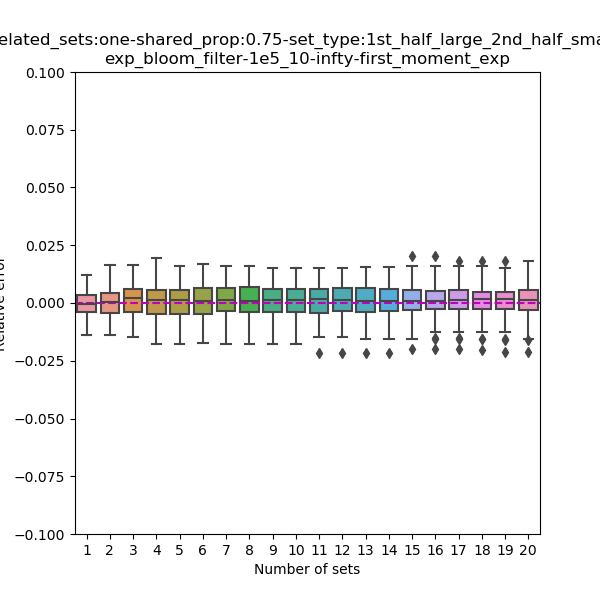 elated_sets:one-shared_prop:0.75-set_type:1st_half_large_2nd_half_sma
exp_bloom_filter-1e5_10-infty-first_moment_exp
0.100
0.075
0.050
0.025
0.000
−0.025
−0.050
−0.075
−0.100
Relative error
1 2 3 4 5 6 7 8 9 10 11 12 13 14 15 16 17 18 19 20
Number of sets